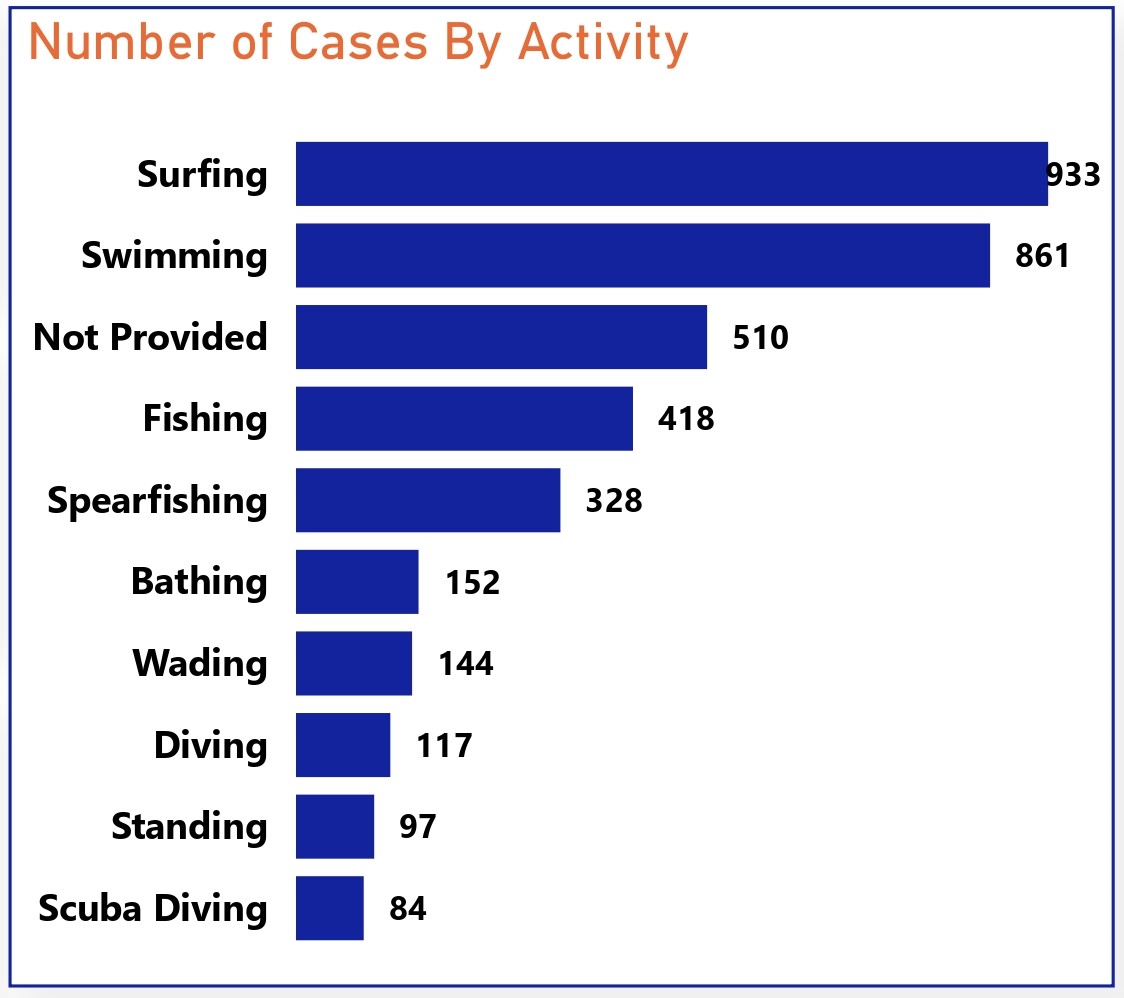 Number of Cases By Activity
Surfing 933
Swimming 861
Not Provided 510
Fishing 418
Spearfishing 328
Bathing 152
Wading 144
Diving 117
Standing 97
Scuba Diving 84